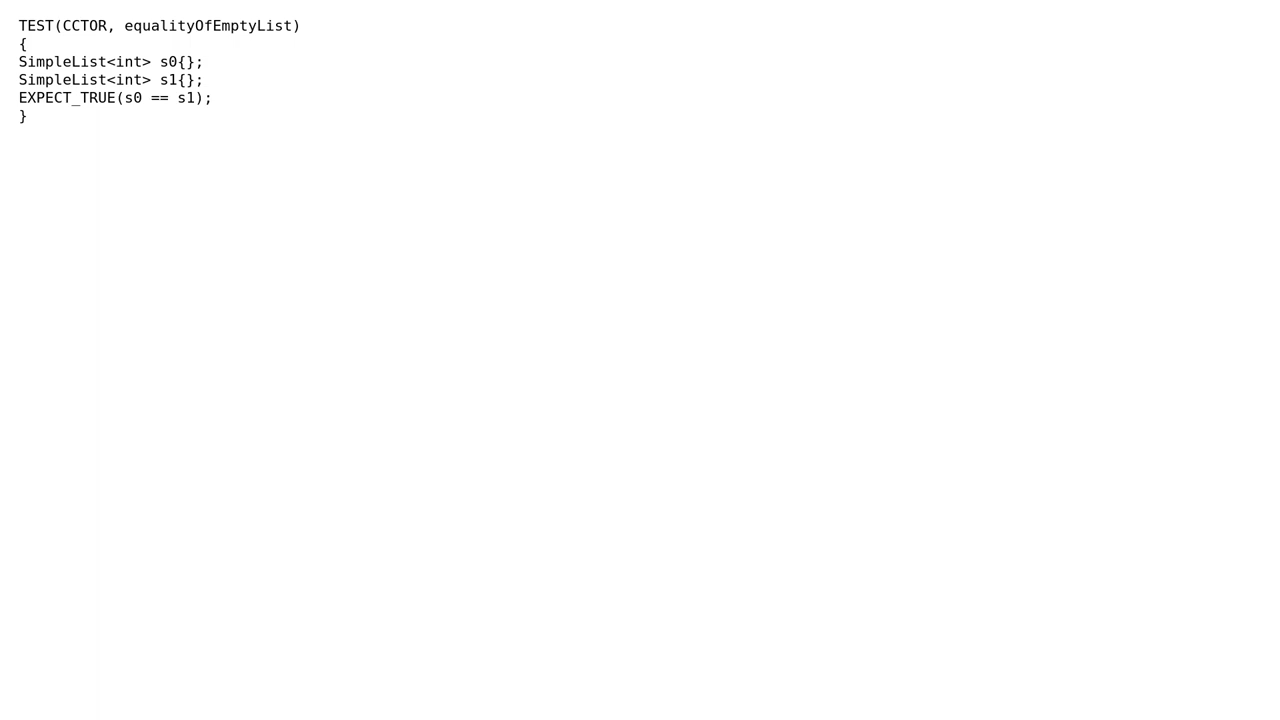 TEST(CCTOR, equalityOfEmptyList)
{
SimpleList<int> s0{};
SimpleList<int> s1{};
EXPECT_TRUE(s0 == s1);
}